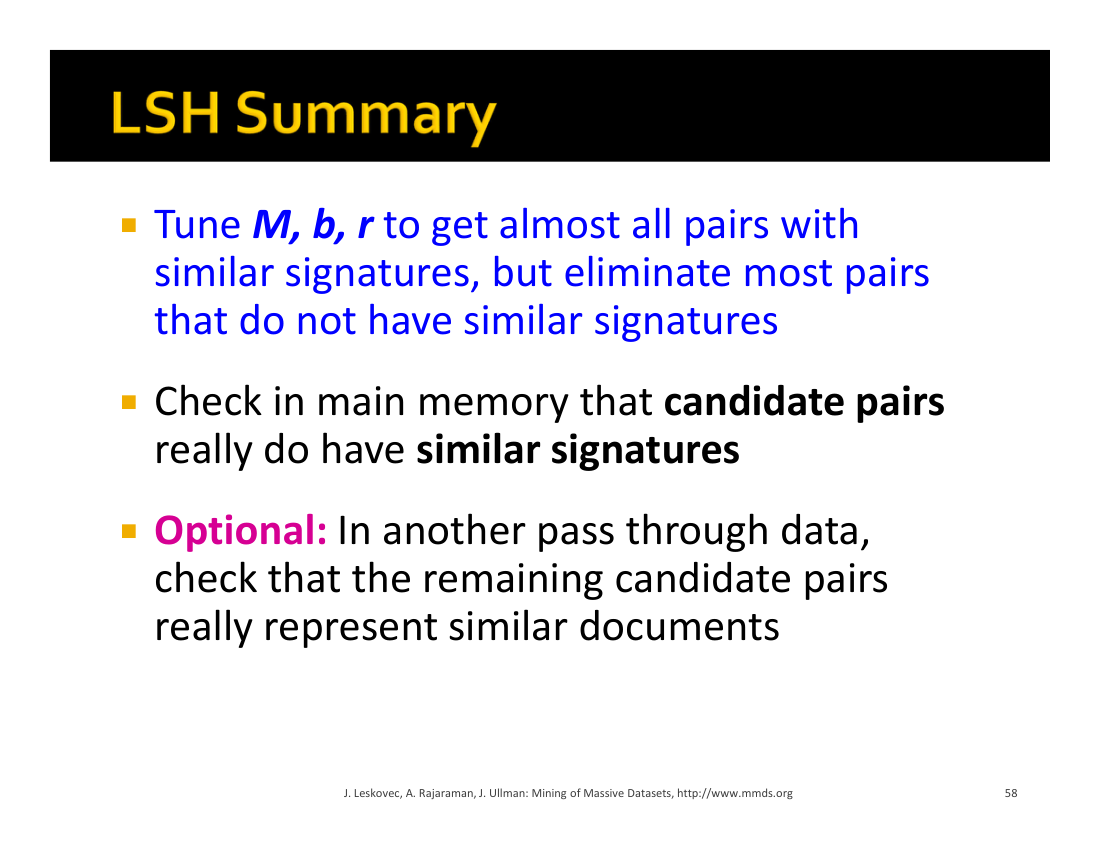 LSH Summary
Tune M, b, r to get almost all pairs with
similar signatures, but eliminate most pairs
that do not have similar signatures
Check in main memory that candidate pairs
really do have similar signatures
Optional: In another pass through data,
check that the remaining candidate pairs
really represent similar documents
J. Leskovec, A. Rajaraman, J. Ullman: Mining of Massive Datasets, http://www.mmds.org
58